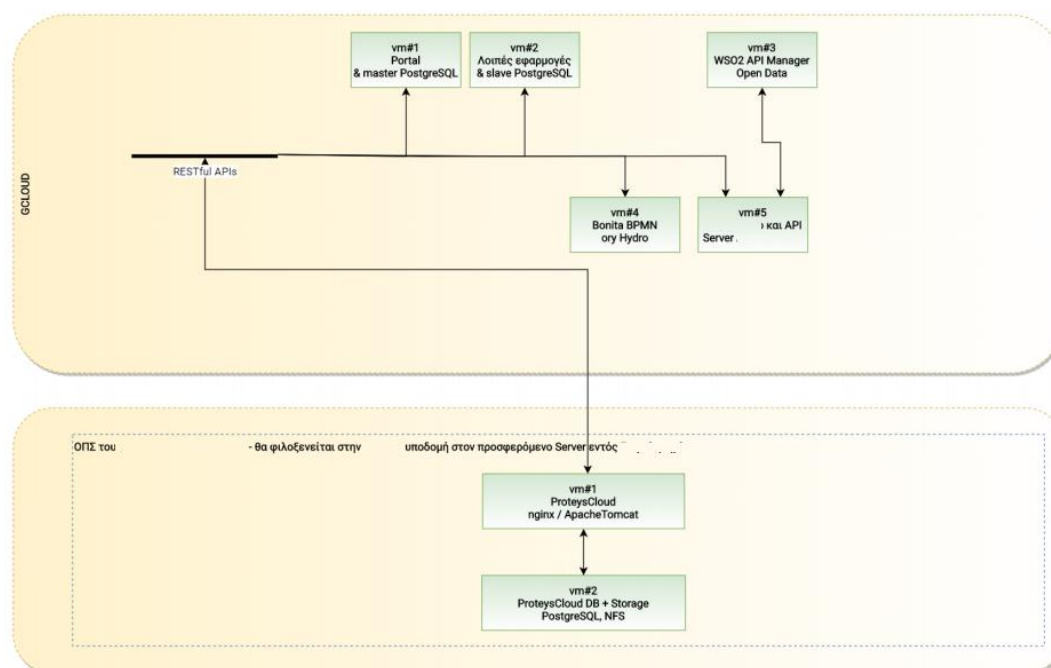 vm#1
Portal
& master PostgreSQL
vm#2
Λοιπές εφαρμογές
& slave PostgreSQL
vm#3
WSO2 API Manager
Open Data
RESTful APIs
GCLOUD
vm#4
Bonita BPMN
ory Hydro
vm#5
και API
Server
ΟΠΣ του - θα φιλοξενείται στην υποδομή στον προσφερόμενο Server εντός
vm#1
ProteysCloud
nginx / ApacheTomcat
vm#2
ProteysCloud DB + Storage
PostgreSQL, NFS